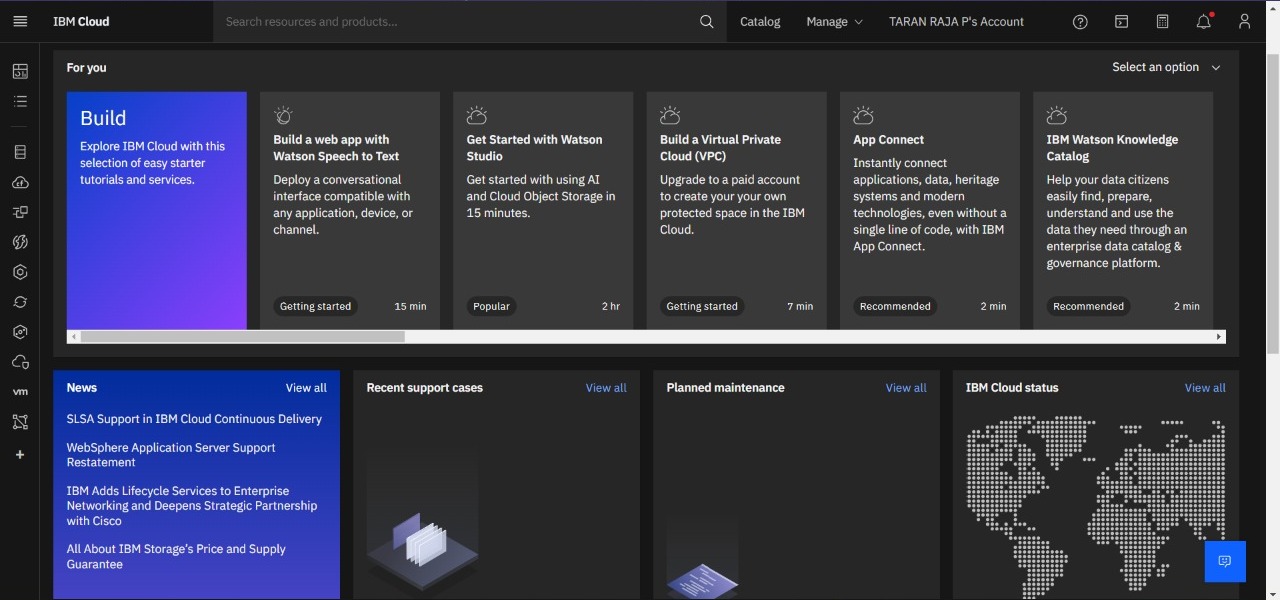 IBM Cloud
Search resources and products...
Catalog
Manage
TARAN RAJA P's Account
For you
Select an option
Build
Explore IBM Cloud with this
selection of easy starter
tutorials and services.
Build a web app with
Watson Speech to Text
Deploy a conversational
interface compatible with
any application, device, or
channel.
Getting started
15 min
Get Started with Watson
Studio
Get started with using AI
and Cloud Object Storage in
15 minutes.
Popular
2 hr
Build a Virtual Private
Cloud (VPC)
Upgrade to a paid account
to create your your own
protected space in the IBM
Cloud.
Getting started
7 min
App Connect
Instantly connect
applications, data, heritage
systems and modern
technologies, even without a
single line of code, with IBM
App Connect.
Recommended
2 min
IBM Watson Knowledge
Catalog
Help your data citizens
easily find, prepare,
understand and use the
data they need through an
enterprise data catalog &
governance platform.
Recommended
2 min
vm
News
View all
SLSA Support in IBM Cloud Continuous Delivery
WebSphere Application Server Support
Restatement
IBM Adds Lifecycle Services to Enterprise
Networking and Deepens Strategic Partnership
with Cisco
All About IBM Storage's Price and Supply
Guarantee
Recent support cases
View all
Planned maintenance
View all
IBM Cloud status
View all